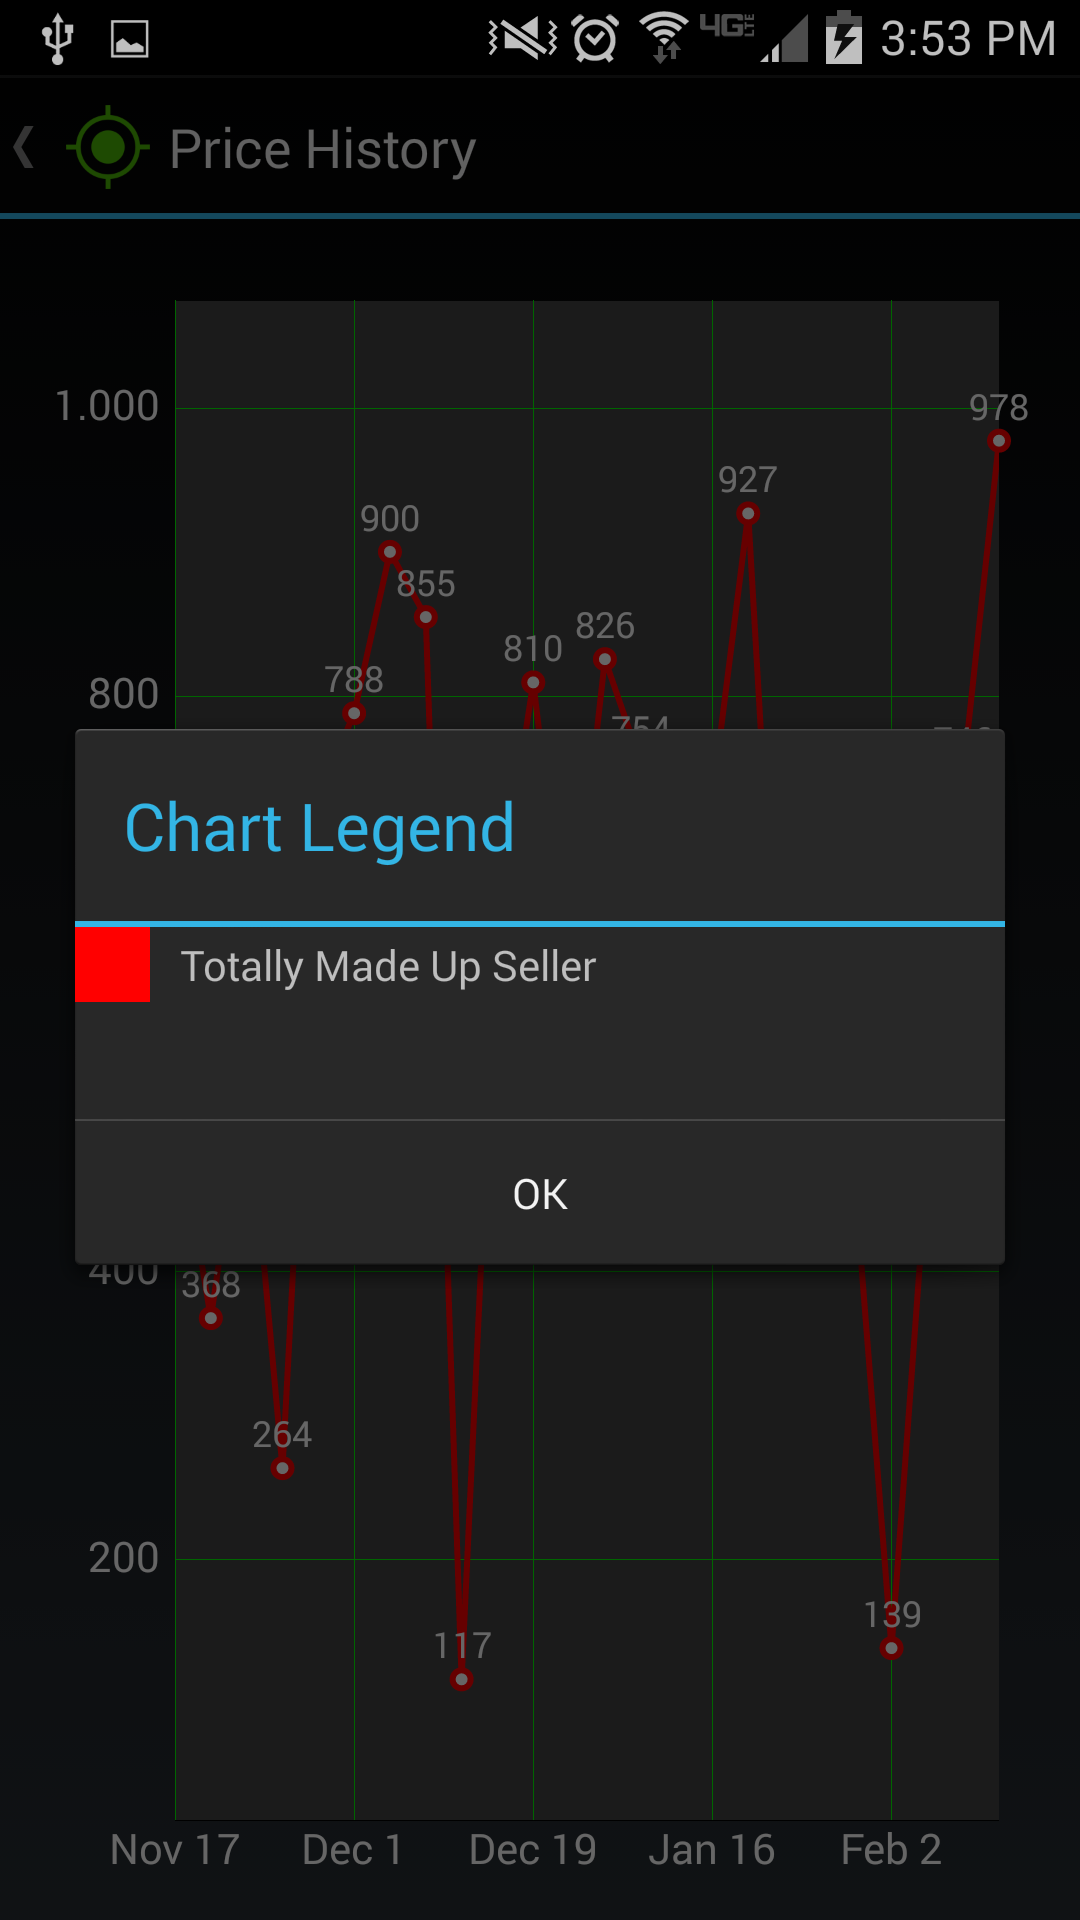 4G LTE 3:53 PM
Price History
1.000
978
927
900
855
826
810
800
788
754
Chart Legend
Totally Made Up Seller
OK
400
368
264
200
139
117
Nov 17 Dec 1 Dec 19 Jan 16 Feb 2